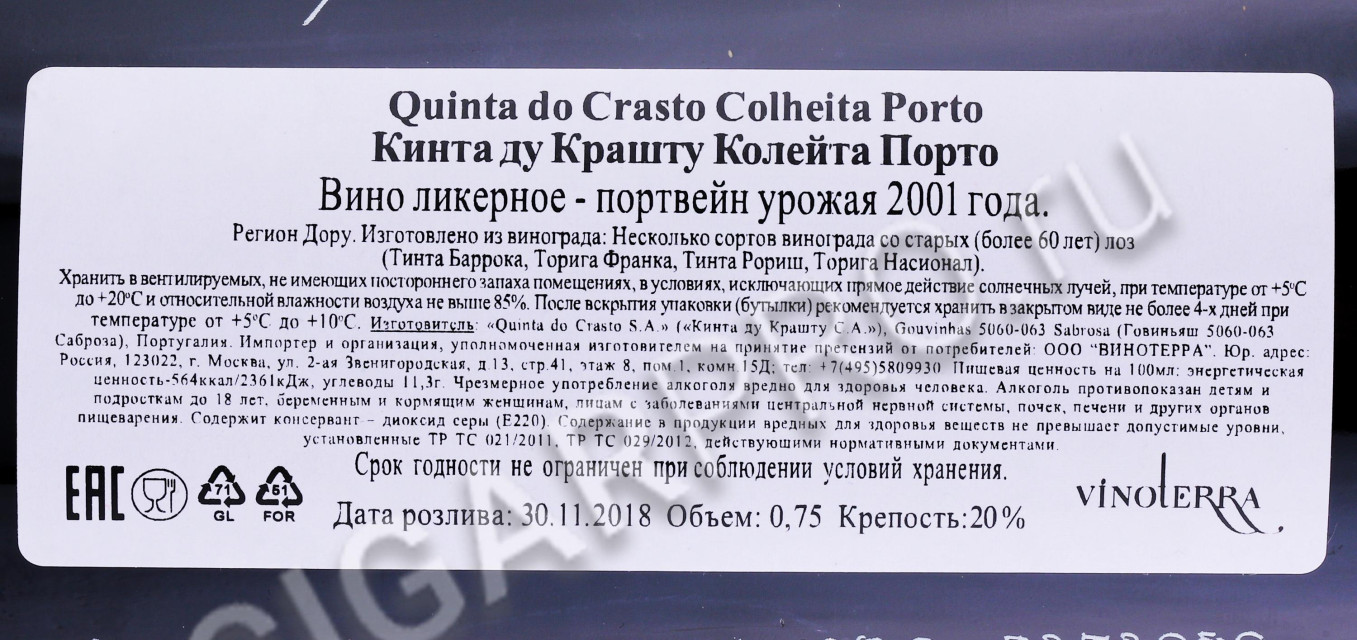 Quinta do Crasto Colheita Porto
Кинта ду Крашту Колейта Порто
Вино ликерное - портвейн урожая 2001 года.
Регион Дору. Изготовлено из винограда: Несколько сортов винограда со старых (более 60 лет) лоз
(Тинта Баррока, Торига Франка, Тинта Рориш, Торига Насионал).
Хранить в вентилируемых, не имеющих постороннего запаха помещениях, в условиях, исключающих прямое действие солнечных лучей, при температуре от +5°С
до +20°С и относительной влажности воздуха не выше 85%. После вскрытия упаковки (бутылки) рекомендуется хранить в закрытом виде не более 4-х дней при
температуре от +5°С до +10°С. Изготовитель: «Quinta do Crasto S.A.» («Кинта ду Крашту С.А.»), Gouvinhas 5060-063 Sabrosa (Говиньяш 5060-063
Саброза), Португалия. Импортер и организация, уполномоченная изготовителем на принятие претензий от потребителей: ООО "ВИНОТЕРРА". Юр. адрес:
Россия, 123022, г. Москва, ул. 2-ая Звенигородская, д.13, стр.41, этаж 8, пом.1, комн.15Д; тел: +7(495)5809930 Пищевая ценность на 100мл: энергетическая
ценность-564ккал/2361кДж, углеводы 11,3г. Чрезмерное употребление алкоголя вредно для здоровья человека. Алкоголь противопоказан детям и
подросткам до 18 лет, беременным и кормящим женщинам, лицам с заболеваниями центральной нервной системы, почек, печени и других органов
пищеварения. Содержит консервант – диоксид серы (Е220). Содержание в продукции вредных для здоровья веществ не превышает допустимые уровни,
установленные ТР ТС 021/2011, ТР ТС 029/2012, действующими нормативными документами.
Срок годности не ограничен при соблюдении условий хранения.
EAC 71 GL 51 FOR
Дата розлива: 30.11.2018 Объем: 0,75 Крепость:20%
VINOTERRA
CIGARPRO.ru